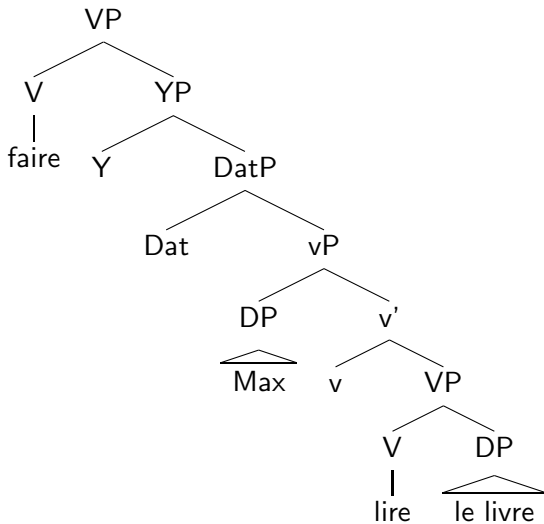 VP
V YP
faire Y DatP
Dat vP
DP v'
Max v VP
V DP
lire le livre